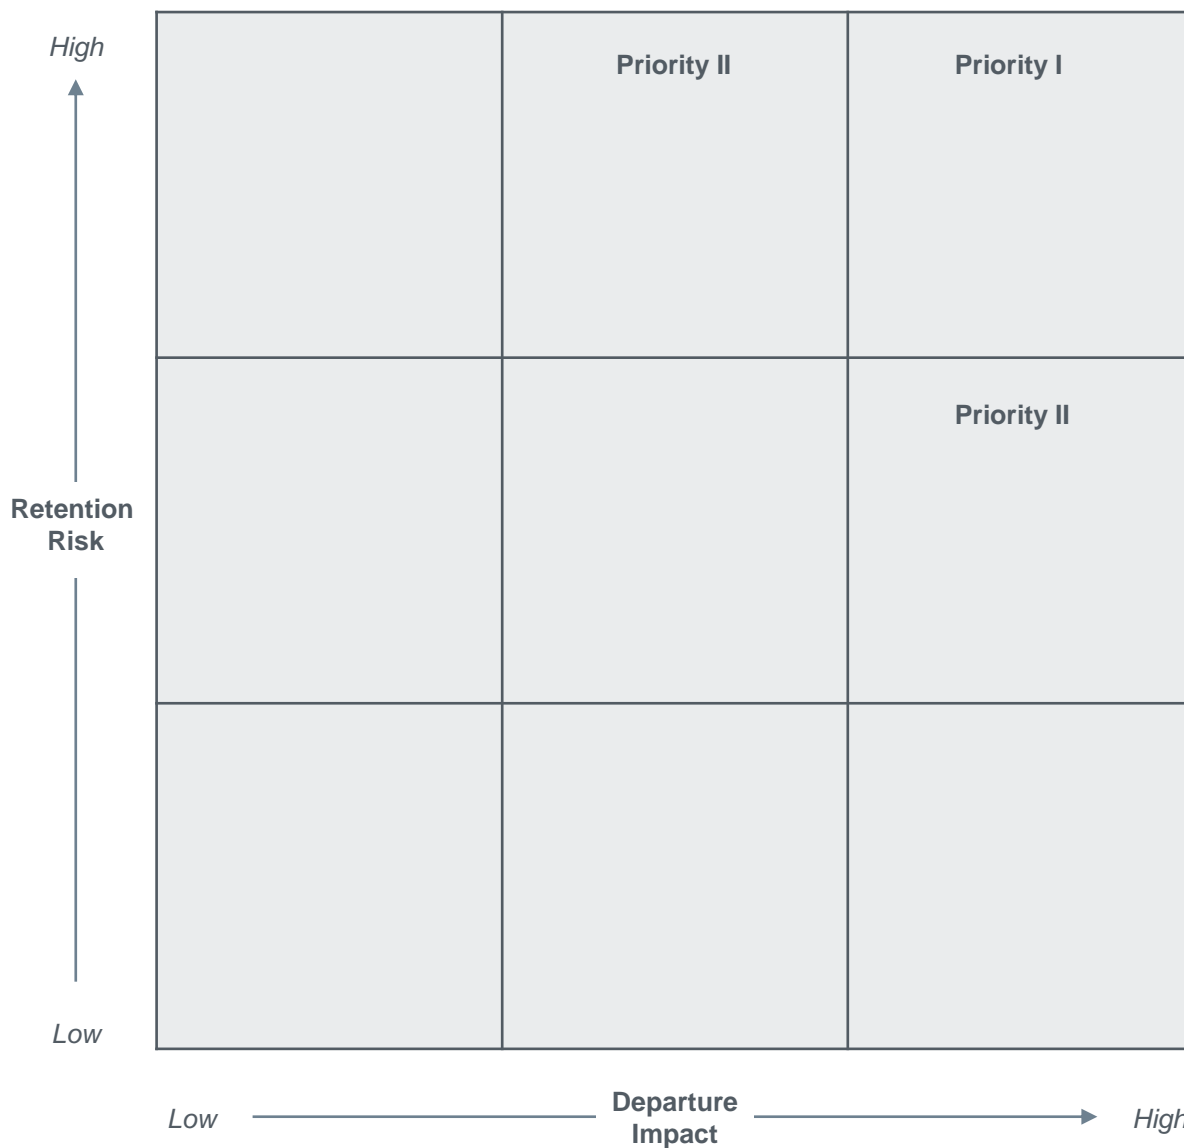 High
Priority II
Priority I
Priority II
Retention
Risk
Low
Low
Departure
Impact
High